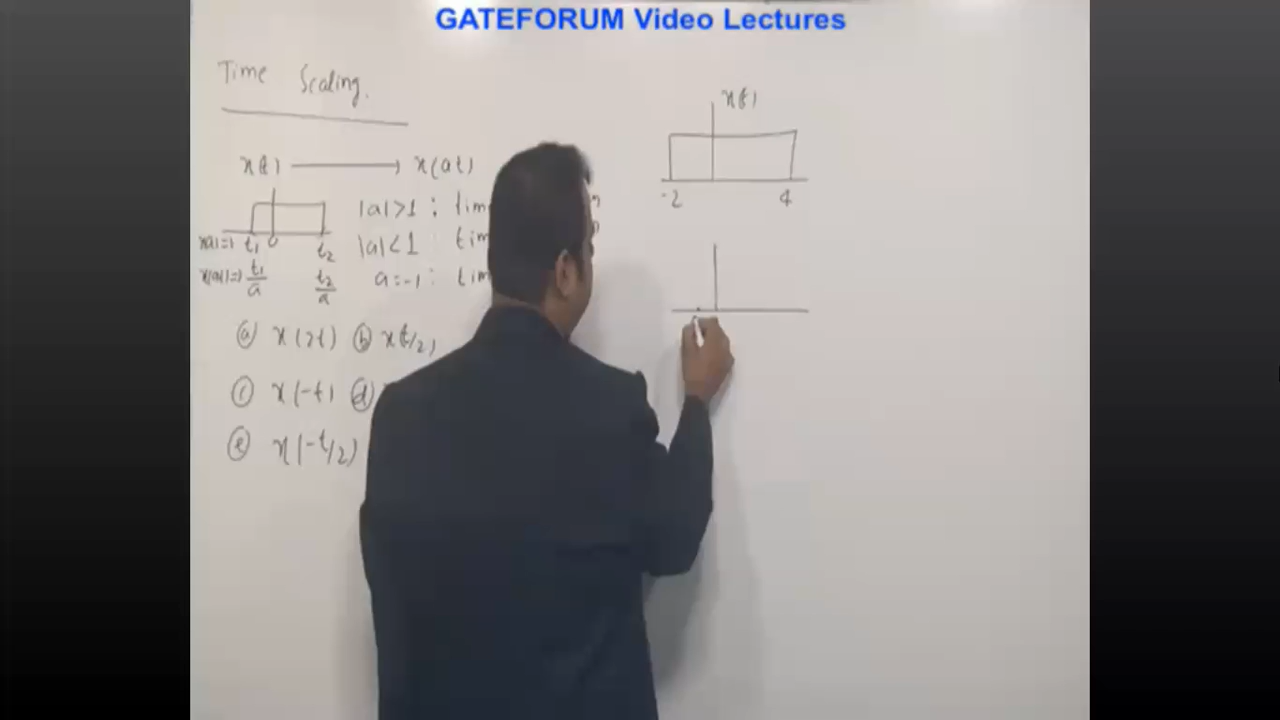 GATEFORUM Video Lectures
Time Scaling.
x(t) → x(at)
|a|>1 : tim
|a|<1 : tim
a=-1 : tim
x(t)=) t₁ 0 t₂
x(at)=) t₁/a t₂/a
(a) x(2t) (b) x(t/2)
(c) x(-t) (d)
(e) x(-t/2)
x(t)
-2 4